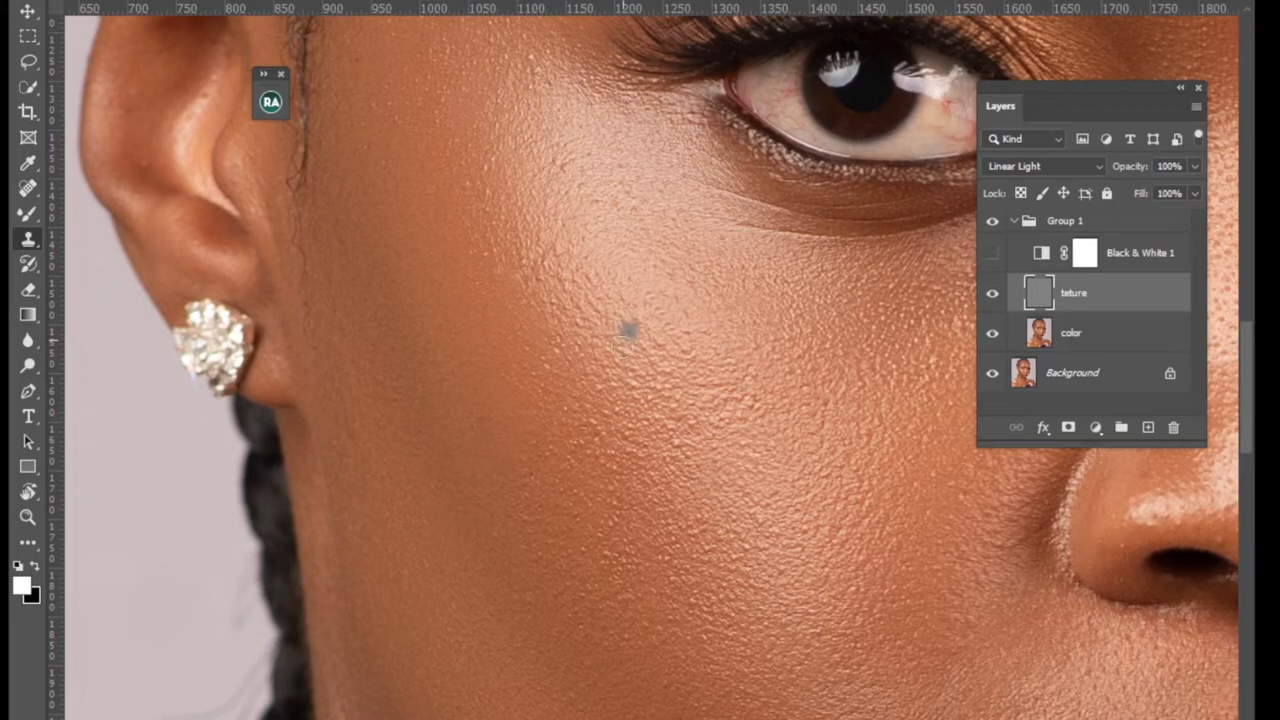 650 700 750 800 850 900 950 1000 1050 1100 1150 1200 1250 1300 1350 1400 1450 1500 1550 1600 1650 1700 1750 1800
RA
Layers
Kind
Linear Light Opacity: 100%
Lock: Fill: 100%
Group 1
Black & White 1
teture
color
Background
fx
T